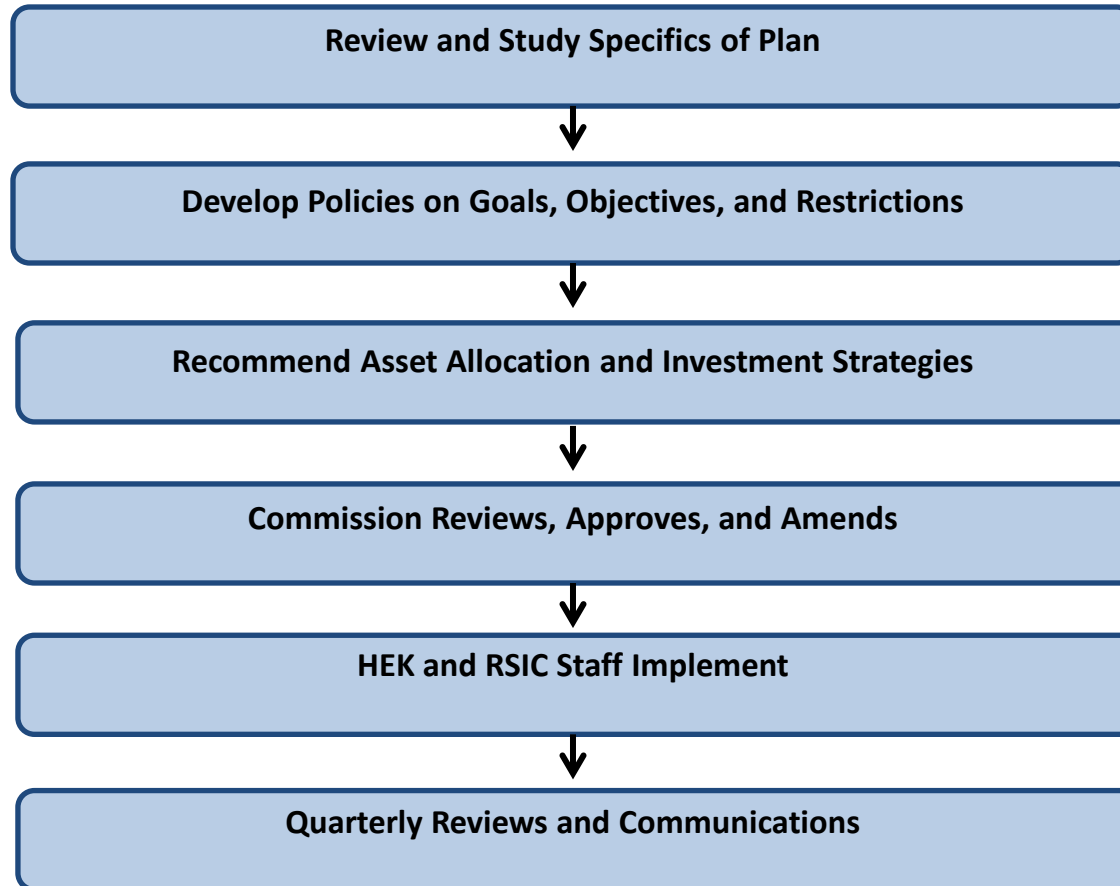 Review and Study Specifics of Plan
Develop Policies on Goals, Objectives, and Restrictions
Recommend Asset Allocation and Investment Strategies
Commission Reviews, Approves, and Amends
HEK and RSIC Staff Implement
Quarterly Reviews and Communications